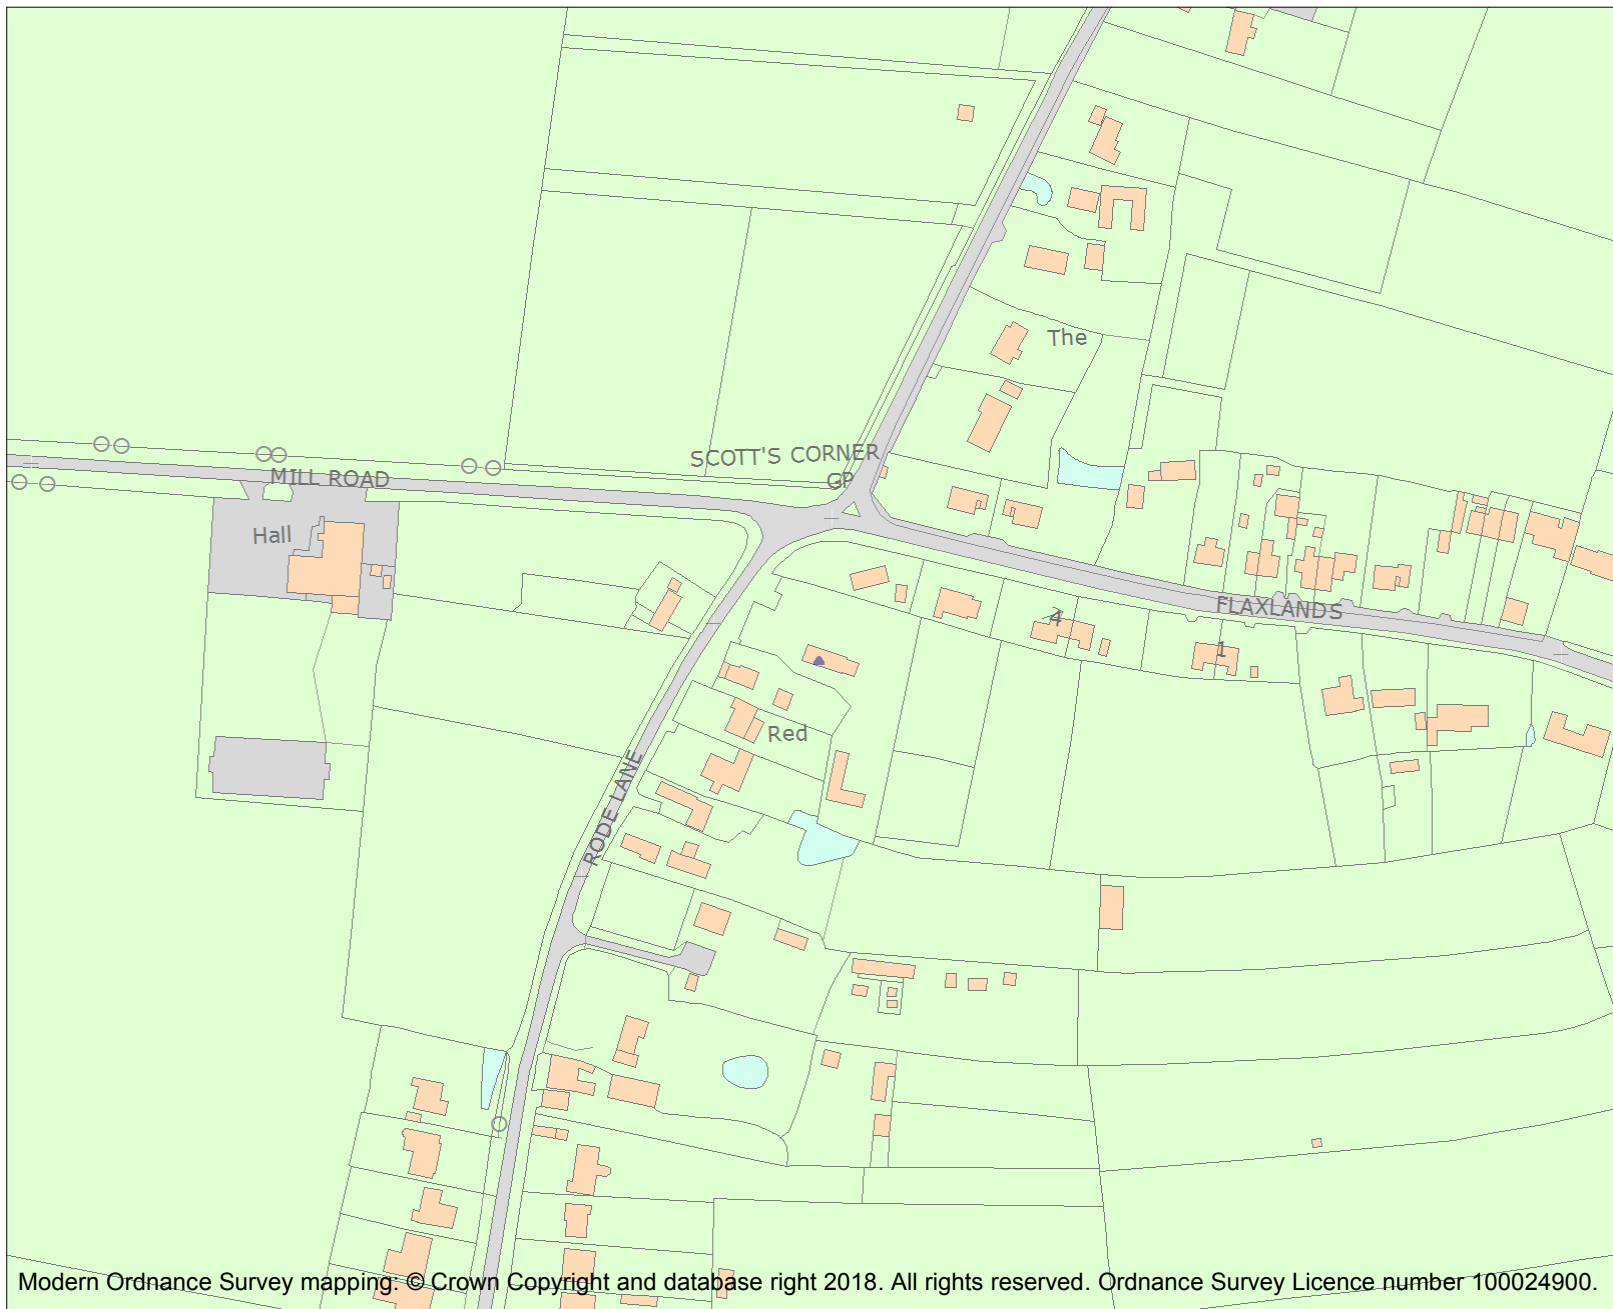 The
SCOTT'S CORNER
GP
MILL ROAD
Hall
FLAXLANDS
4
1
Red
RODE LANE
Modern Ordnance Survey mapping: © Crown Copyright and database right 2018. All rights reserved. Ordnance Survey Licence number 100024900.